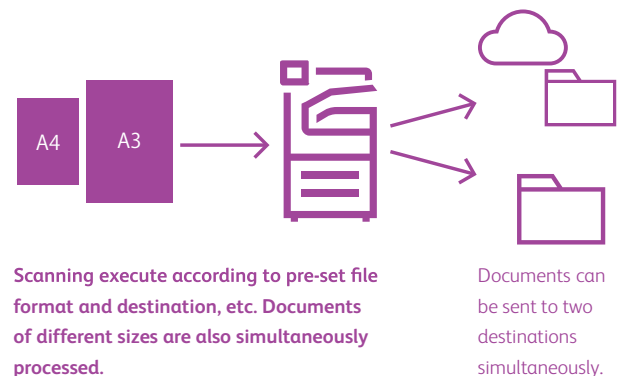 A4
A3
Scanning execute according to pre-set file
format and destination, etc. Documents
of different sizes are also simultaneously
processed.
Documents can
be sent to two
destinations
simultaneously.